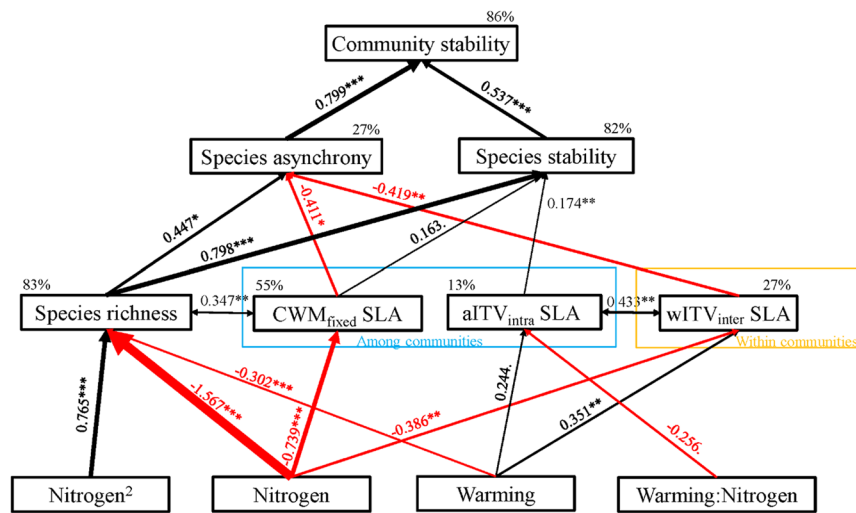 86%
Community stability
0.799***
0.537***
27%
82%
Species asynchrony
Species stability
-0.419**
0.174**
-0.411*
0.163.
0.447*
0.798***
83%
55%
13%
27%
Species richness
0.347**
CWMfixed SLA
aITVintra SLA
0.433**
wITVinter SLA
Among communities
Within communities
-0.302***
0.765***
-1.567***
-0.739***
-0.386**
0.244.
0.351**
-0.256.
Nitrogen²
Nitrogen
Warming
Warming:Nitrogen